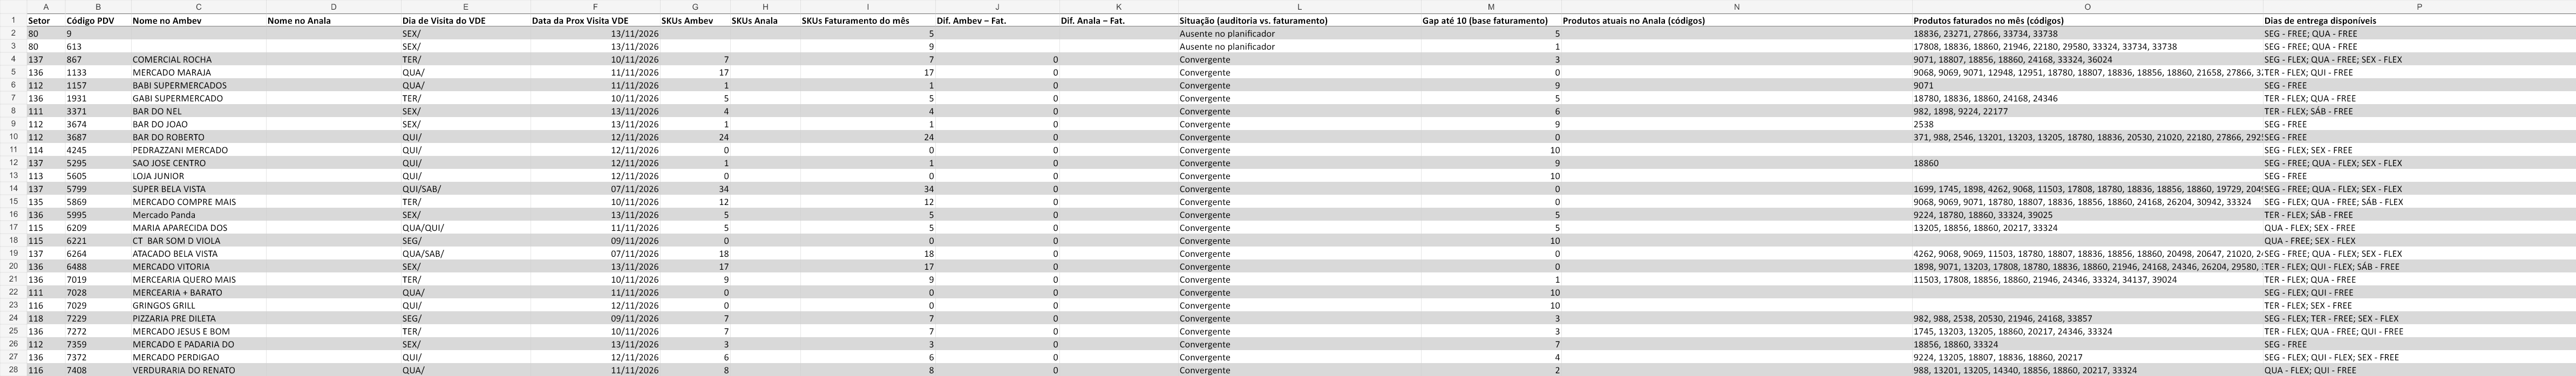 A B C D E F G H I J K L M N O P
1 Setor Código PDV Nome no Ambev Nome no Anala Dia de Visita do VDE Data da Prox Visita VDE SKUs Ambev SKUs Anala SKUs Faturamento do mês Dif. Ambev – Fat. Dif. Anala – Fat. Situação (auditoria vs. faturamento) Gap até 10 (base faturamento) Produtos atuais no Anala (códigos) Produtos faturados no mês (códigos) Dias de entrega disponíveis
2 80 9 SEX/ 13/11/2026 5 Ausente no planificador 5 18836, 23271, 27866, 33734, 33738 SEG - FREE; QUA - FREE
3 80 613 SEX/ 13/11/2026 9 Ausente no planificador 1 17808, 18836, 18860, 21946, 22180, 29580, 33324, 33734, 33738 SEG - FREE; QUA - FREE
4 137 867 COMERCIAL ROCHA TER/ 10/11/2026 7 7 0 Convergente 3 9071, 18807, 18856, 18860, 24168, 33324, 36024 SEG - FLEX; QUA - FREE; SEX - FLEX
5 136 1133 MERCADO MARAJA QUA/ 11/11/2026 17 17 0 Convergente 0 9068, 9069, 9071, 12948, 12951, 18780, 18807, 18836, 18856, 18860, 21658, 27866, TER - FLEX; QUI - FREE
6 112 1157 BABI SUPERMERCADOS QUA/ 11/11/2026 1 1 0 Convergente 9 9071 SEG - FREE
7 136 1931 GABI SUPERMERCADO TER/ 10/11/2026 5 5 0 Convergente 5 18780, 18836, 18860, 24168, 24346 TER - FLEX; QUA - FREE
8 111 3371 BAR DO NEL SEX/ 13/11/2026 4 4 0 Convergente 6 982, 1898, 9224, 22177 TER - FLEX; SÁB - FREE
9 112 3674 BAR DO JOAO SEX/ 13/11/2026 1 1 0 Convergente 9 2538 SEG - FREE
10 112 3687 BAR DO ROBERTO QUI/ 12/11/2026 24 24 0 Convergente 0 371, 988, 2546, 13201, 13203, 13205, 18780, 18836, 20530, 21020, 22180, 27866, SEG - FREE
11 114 4245 PEDRAZZANI MERCADO QUI/ 12/11/2026 0 0 0 Convergente 10 SEG - FLEX; SEX - FREE
12 137 5295 SAO JOSE CENTRO QUI/ 12/11/2026 1 1 0 Convergente 9 18860 SEG - FREE; QUA - FLEX; SEX - FLEX
13 113 5605 LOJA JUNIOR QUI/ 12/11/2026 0 0 0 Convergente 10 SEG - FREE
14 137 5799 SUPER BELA VISTA QUI/SAB/ 07/11/2026 34 34 0 Convergente 0 1699, 1745, 1898, 4262, 9068, 11503, 17808, 18780, 18836, 18856, 18860, 19729, SEG - FREE; QUA - FLEX; SEX - FLEX
15 135 5869 MERCADO COMPRE MAIS TER/ 10/11/2026 12 12 0 Convergente 0 9068, 9069, 9071, 18780, 18807, 18836, 18856, 18860, 24168, 26204, 30942, 33324 SEG - FLEX; QUA - FREE; SÁB - FLEX
16 136 5995 Mercado Panda SEX/ 13/11/2026 5 5 0 Convergente 5 9224, 18780, 18860, 33324, 39025 TER - FLEX; SÁB - FREE
17 115 6209 MARIA APARECIDA DOS QUA/QUI/ 11/11/2026 5 5 0 Convergente 5 13205, 18856, 18860, 20217, 33324 QUA - FLEX; SEX - FREE
18 115 6221 CT BAR SOM D VIOLA SEG/ 09/11/2026 0 0 0 Convergente 10 QUA - FREE; SEX - FLEX
19 137 6264 ATACADO BELA VISTA QUA/SAB/ 07/11/2026 18 18 0 Convergente 0 4262, 9068, 9069, 11503, 18780, 18807, 18836, 18856, 18860, 20498, 20647, 21020, SEG - FREE; QUA - FLEX; SEX - FLEX
20 136 6488 MERCADO VITORIA SEX/ 13/11/2026 17 17 0 Convergente 0 1898, 9071, 13203, 17808, 18780, 18836, 18860, 21946, 24168, 24346, 26204, 29580, TER - FLEX; QUI - FLEX; SÁB - FREE
21 136 7019 MERCEARIA QUERO MAIS TER/ 10/11/2026 9 9 0 Convergente 1 11503, 17808, 18856, 18860, 21946, 24346, 33324, 34137, 39024 TER - FLEX; QUA - FREE
22 111 7028 MERCEARIA + BARATO QUA/ 11/11/2026 0 0 0 Convergente 10 SEG - FLEX; QUI - FREE
23 116 7029 GRINGOS GRILL QUI/ 12/11/2026 0 0 0 Convergente 10 TER - FLEX; SEX - FREE
24 118 7229 PIZZARIA PRE DILETA SEG/ 09/11/2026 7 7 0 Convergente 3 982, 988, 2538, 20530, 21946, 24168, 33857 SEG - FLEX; TER - FREE; SEX - FLEX
25 136 7272 MERCADO JESUS E BOM TER/ 10/11/2026 7 7 0 Convergente 3 1745, 13203, 13205, 18860, 20217, 24346, 33324 TER - FLEX; QUA - FREE; QUI - FREE
26 112 7359 MERCADO E PADARIA DO SEX/ 13/11/2026 3 3 0 Convergente 7 18856, 18860, 33324 SEG - FREE
27 136 7372 MERCADO PERDIGAO QUI/ 12/11/2026 6 6 0 Convergente 4 9224, 13205, 18807, 18836, 18860, 20217 SEG - FLEX; QUI - FLEX; SEX - FREE
28 116 7408 VERDURARIA DO RENATO QUA/ 11/11/2026 8 8 0 Convergente 2 988, 13201, 13205, 14340, 18856, 18860, 20217, 33324 QUA - FLEX; QUI - FREE